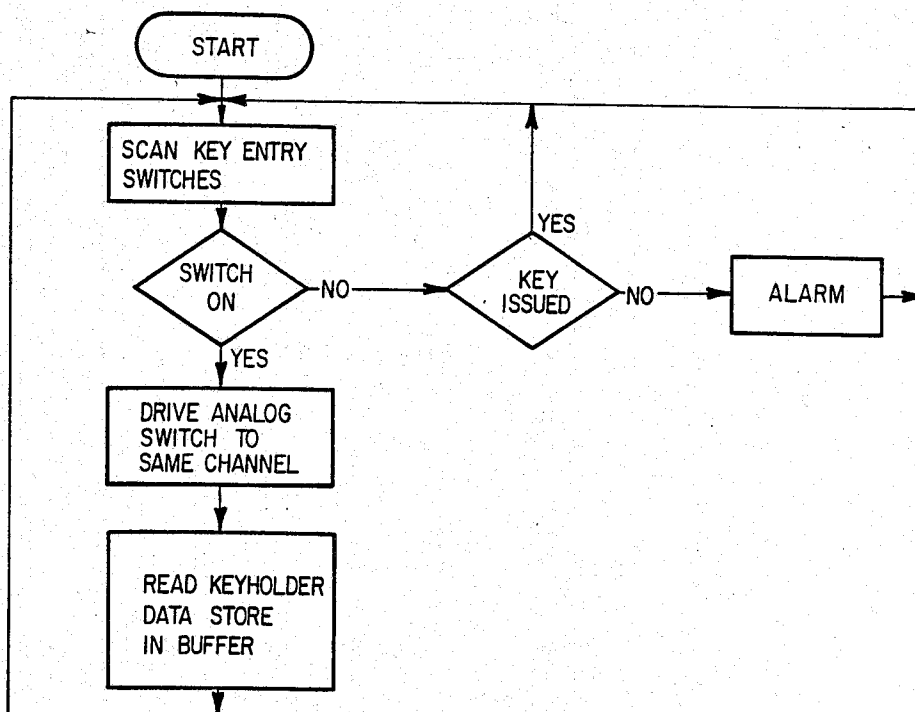 START
SCAN KEY ENTRY
SWITCHES
SWITCH
ON
NO
YES
KEY
ISSUED
YES
NO
ALARM
DRIVE ANALOG
SWITCH TO
SAME CHANNEL
READ KEYHOLDER
DATA STORE
IN BUFFER